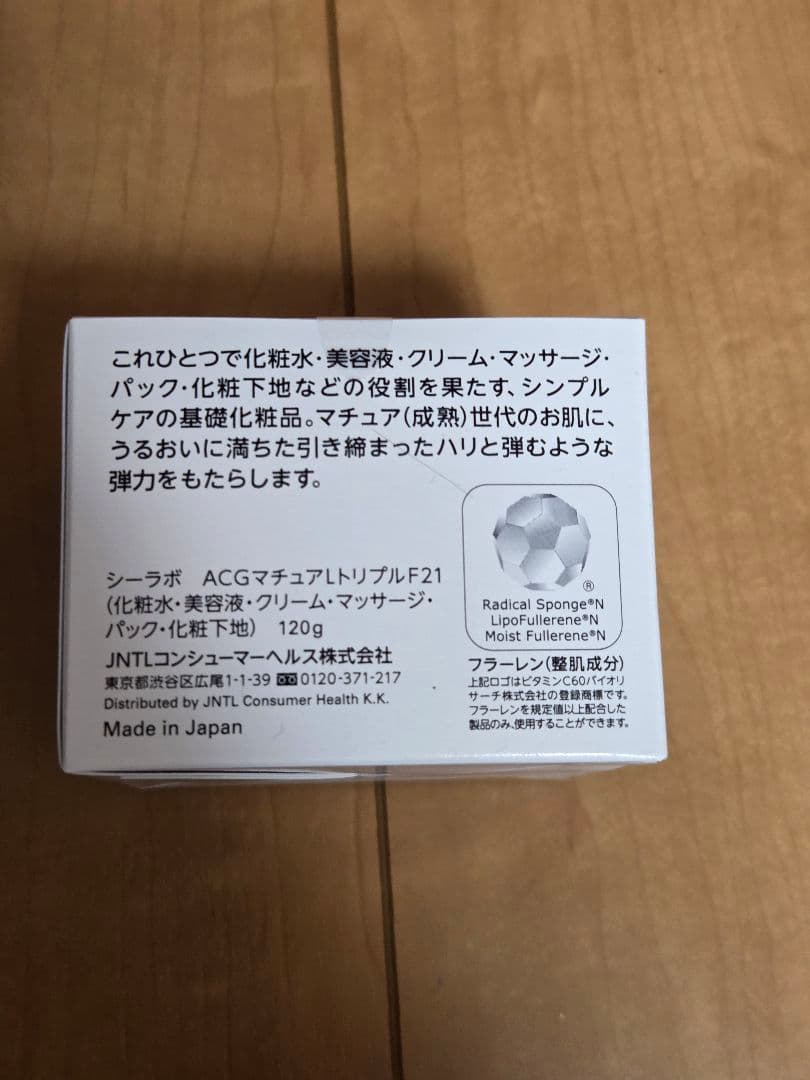 これひとつで化粧水・美容液・クリーム・マッサージ・
パック・化粧下地などの役割を果たす、シンプル
ケアの基礎化粧品。マチュア(成熟)世代のお肌に、
うるおいに満ちた引き締まったハリと弾むような
弾力をもたらします。
®
Radical Sponge®N
LipoFullerene®N
Moist Fullerene®N
シーラボ ACGマチュアLトリプルF21
(化粧水・美容液・クリーム・マッサージ・
パック・化粧下地) 120g
JNTLコンシューマーヘルス株式会社
東京都渋谷区広尾1-1-39 0120-371-217
Distributed by JNTL Consumer Health K.K.
Made in Japan
フラーレン(整肌成分)
上記ロゴはビタミンC60バイオリ
サーチ株式会社の登録商標です。
フラーレンを規定値以上配合した
製品のみ、使用することができます。